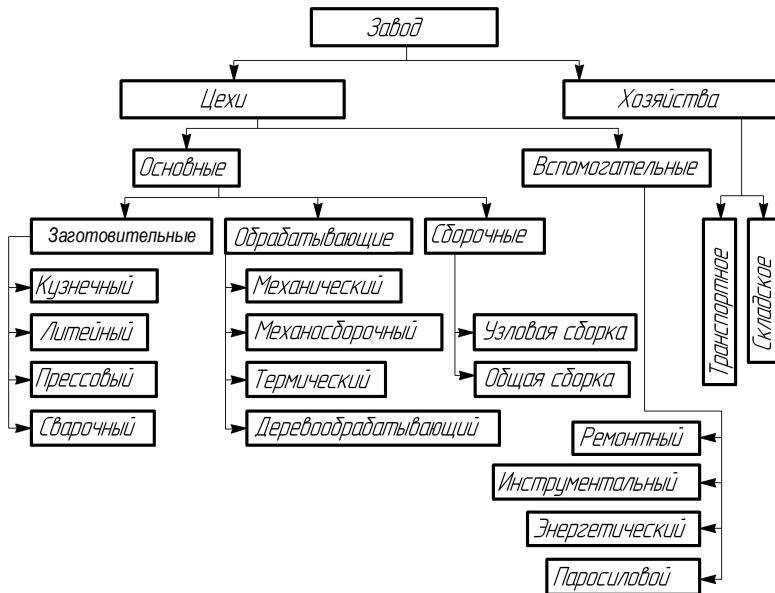 Завод
Цехи
Хозяйства
Основные
Вспомогательные
Заготовительные
Обрабатывающие
Сборочные
Кузнечный
Литейный
Прессовый
Сварочный
Механический
Механосборочный
Термический
Деревообрабатывающий
Узловая сборка
Общая сборка
Транспортное
Складское
Ремонтный
Инструментальный
Энергетический
Паросиловой